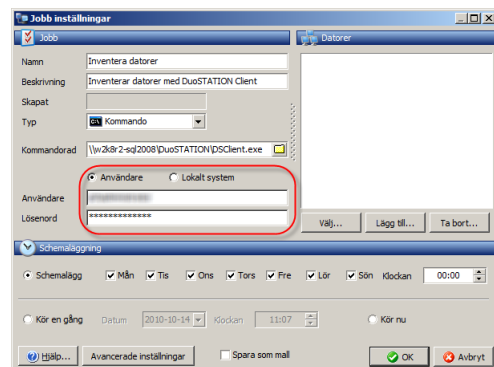 Jobb inställningar
Jobb
Datorer
Namn
Inventera datorer
Beskrivning
Inventerar datorer med DuoSTATION Client
Skapat
Typ
Kommando
Kommandorad
\\w2k8r2-sql2008\DuoSTATION\DSClient.exe
Användare
Lokalt system
Användare
Lösenord
*************
Välj...
Lägg till...
Ta bort...
Schemaläggning
Schemalägg
Mån
Tis
Ons
Tors
Fre
Lör
Sön
Klockan
00:00
Kör en gång
Datum
2010-10-14
Klockan
11:07
Kör nu
Hjälp...
Avancerade inställningar
Spara som mall
OK
Avbryt